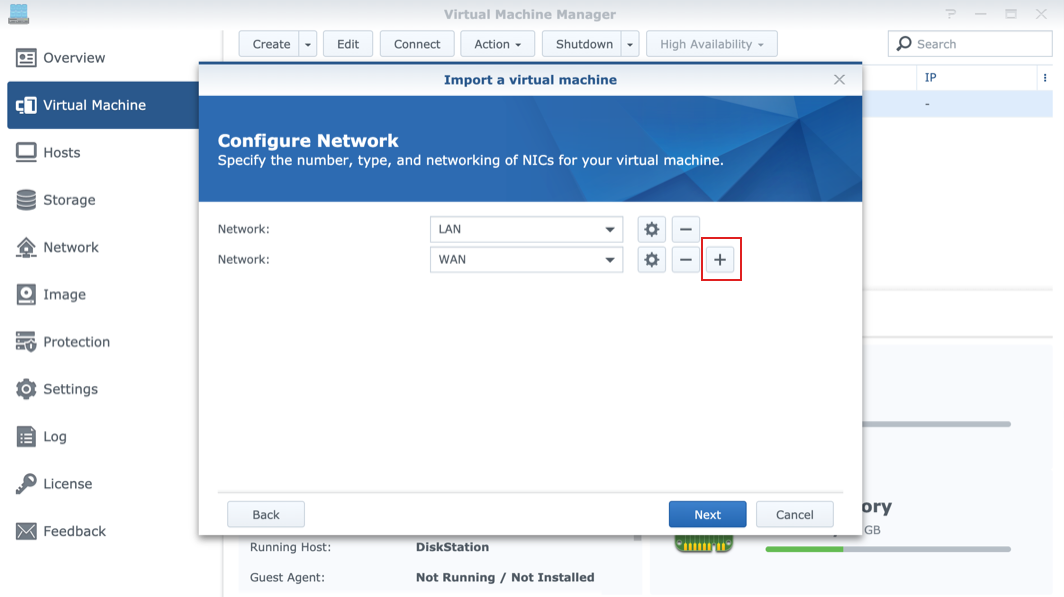 Virtual Machine Manager
Overview
Virtual Machine
Hosts
Storage
Network
Image
Protection
Settings
Log
License
Feedback
Create Edit Connect Action Shutdown High Availability Search
IP
-
Import a virtual machine
Configure Network
Specify the number, type, and networking of NICs for your virtual machine.
Network: LAN
Network: WAN
Back Next Cancel
ory
GB
Running Host: DiskStation
Guest Agent: Not Running / Not Installed